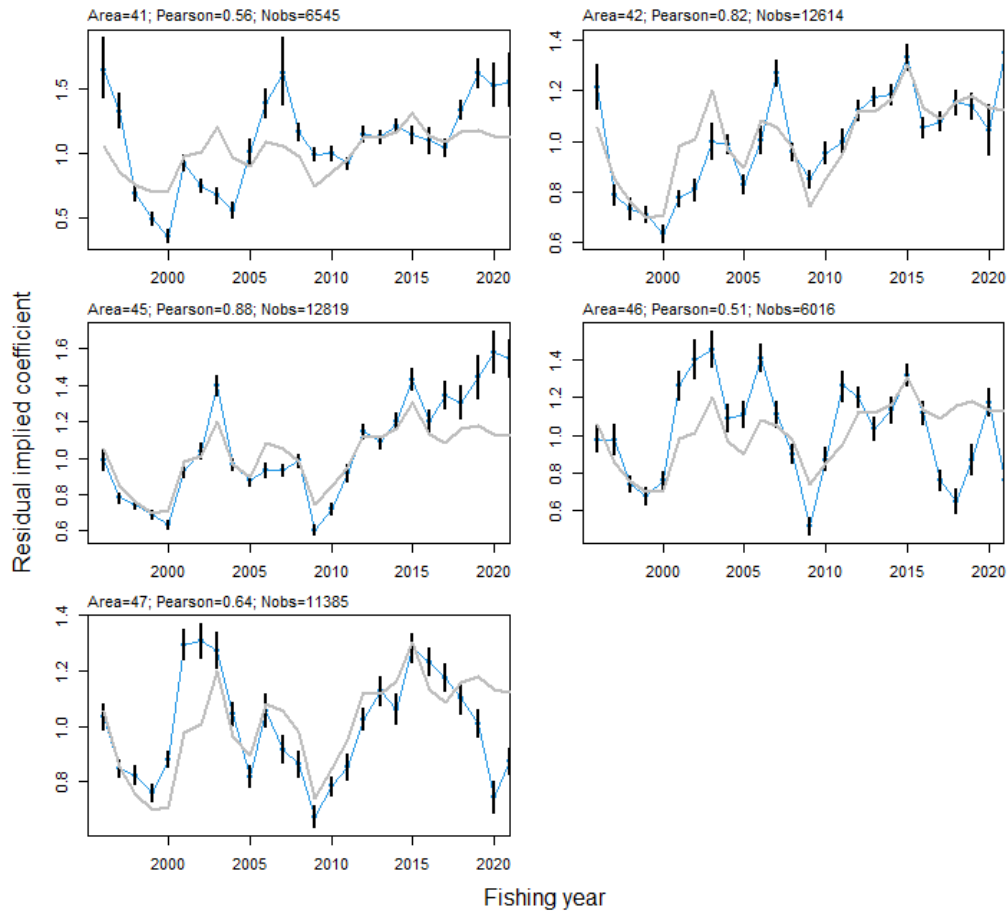 Area=41; Pearson=0.56; Nobs=6545
0.5 1.0 1.5
2000 2005 2010 2015 2020
Area=42; Pearson=0.82; Nobs=12614
0.6 0.8 1.0 1.2 1.4
2000 2005 2010 2015 2020
Area=45; Pearson=0.88; Nobs=12819
0.6 0.8 1.0 1.2 1.4 1.6
2000 2005 2010 2015 2020
Area=46; Pearson=0.51; Nobs=6016
0.6 0.8 1.0 1.2 1.4
2000 2005 2010 2015 2020
Area=47; Pearson=0.64; Nobs=11385
0.8 1.0 1.2 1.4
2000 2005 2010 2015 2020
Residual implied coefficient
Fishing year